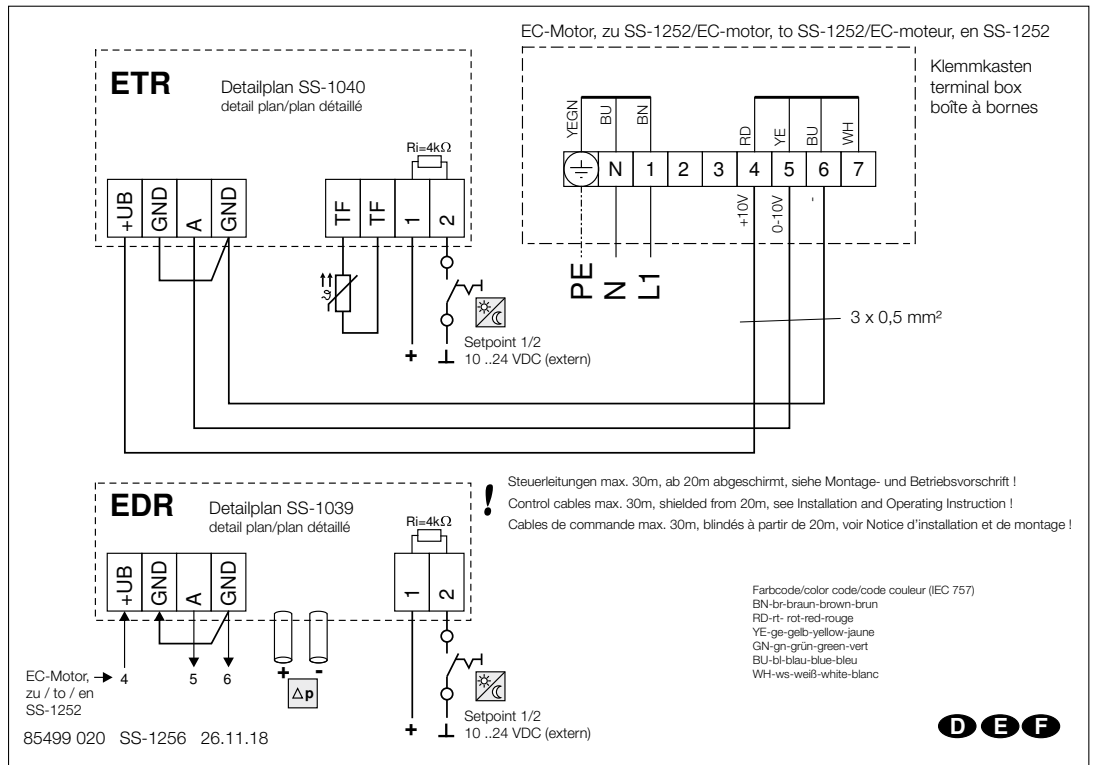 EC-Motor, zu SS-1252/EC-motor, to SS-1252/EC-moteur, en SS-1252
Klemmkasten
terminal box
boîte à bornes
YEGN
BU
BN
RD
YE
BU
WH
N
1
2
3
4
5
6
7
+10V
0-10V
-
PE
N
L1
3 x 0,5 mm²
ETR
Detailplan SS-1040
detail plan/plan détaillé
Ri=4kΩ
+UB
GND
A
GND
TF
TF
1
2
ϑ
+
Setpoint 1/2
10 ..24 VDC (extern)
! Steuerleitungen max. 30m, ab 20m abgeschirmt, siehe Montage- und Betriebsvorschrift !
Control cables max. 30m, shielded from 20m, see Installation and Operating Instruction !
Cables de commande max. 30m, blindés à partir de 20m, voir Notice d'installation et de montage !
EDR
Detailplan SS-1039
detail plan/plan détaillé
Ri=4kΩ
+UB
GND
A
GND
1
2
EC-Motor,
zu / to / en
SS-1252
4
5
6
+
-
Δp
+
Setpoint 1/2
10 ..24 VDC (extern)
Farbcode/color code/code couleur (IEC 757)
BN-br-braun-brown-brun
RD-rt- rot-red-rouge
YE-ge-gelb-yellow-jaune
GN-gn-grün-green-vert
BU-bl-blau-blue-bleu
WH-ws-weiß-white-blanc
85499 020 SS-1256 26.11.18
D E F